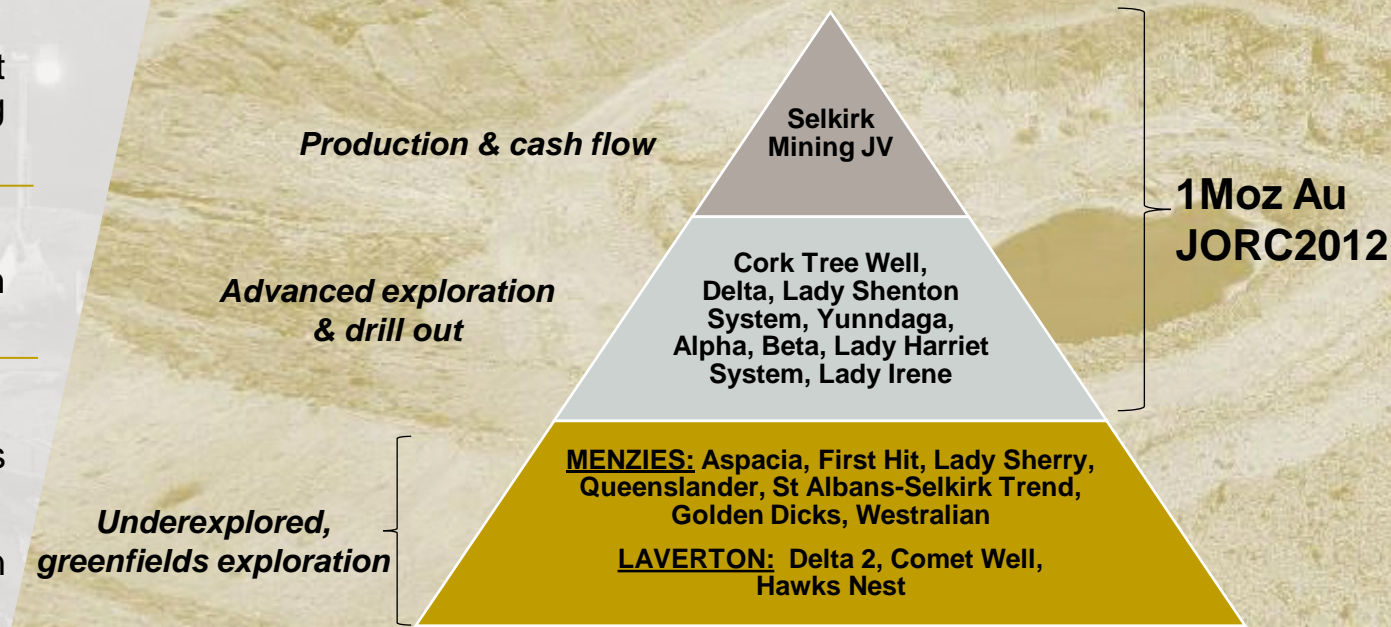 t
g
n
s
n
Production & cash flow
Selkirk
Mining JV
1Moz Au
JORC2012
Advanced exploration
& drill out
Cork Tree Well,
Delta, Lady Shenton
System, Yunndaga,
Alpha, Beta, Lady Harriet
System, Lady Irene
Underexplored,
greenfields exploration
MENZIES: Aspacia, First Hit, Lady Sherry,
Queenslander, St Albans-Selkirk Trend,
Golden Dicks, Westralian
LAVERTON: Delta 2, Comet Well,
Hawks Nest